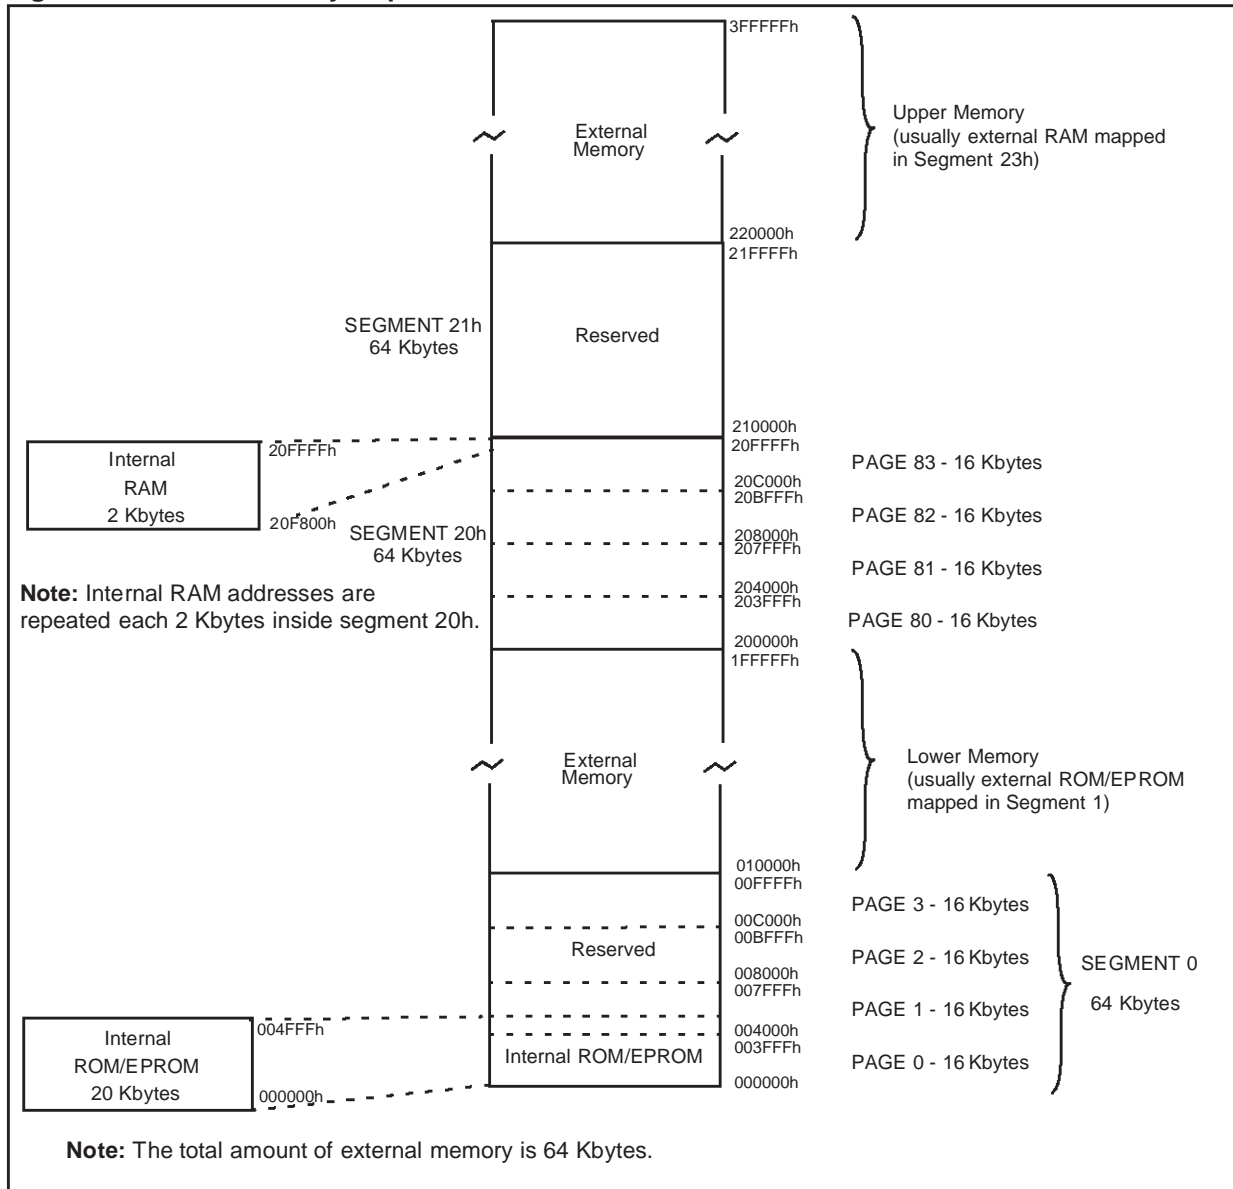 3FFFFFh
External
Memory
Upper Memory
(usually external RAM mapped
in Segment 23h)
220000h
21FFFFh
SEGMENT 21h
64 Kbytes
Reserved
210000h
20FFFFh
Internal
RAM
2 Kbytes
20FFFFh
20F800h
PAGE 83 - 16 Kbytes
20C000h
20BFFFh
PAGE 82 - 16 Kbytes
SEGMENT 20h
64 Kbytes
208000h
207FFFh
PAGE 81 - 16 Kbytes
204000h
203FFFh
Note: Internal RAM addresses are
repeated each 2 Kbytes inside segment 20h.
PAGE 80 - 16 Kbytes
200000h
1FFFFFh
External
Memory
Lower Memory
(usually external ROM/EPROM
mapped in Segment 1)
010000h
00FFFFh
PAGE 3 - 16 Kbytes
00C000h
00BFFFh
Reserved
PAGE 2 - 16 Kbytes
SEGMENT 0
64 Kbytes
008000h
007FFFh
PAGE 1 - 16 Kbytes
004000h
003FFFh
Internal ROM/EPROM
PAGE 0 - 16 Kbytes
000000h
Internal
ROM/EPROM
20 Kbytes
004FFFh
000000h
Note: The total amount of external memory is 64 Kbytes.